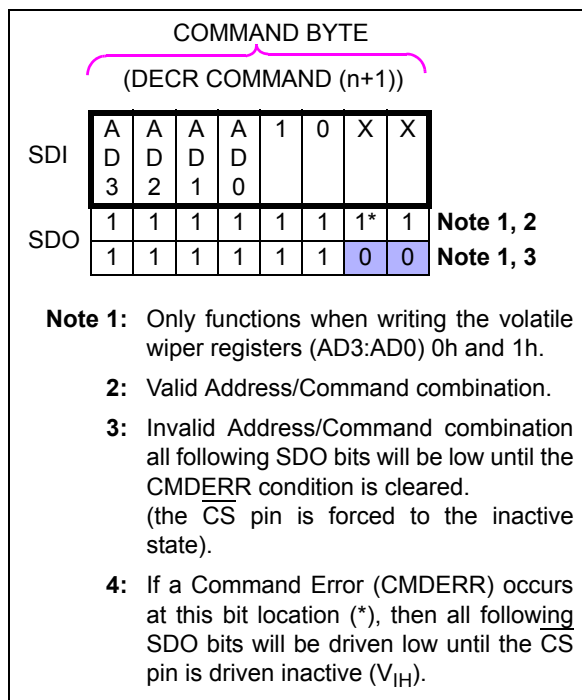 COMMAND BYTE
(DECR COMMAND (n+1))
SDI A A A A 1 0 X X
D D D D
3 2 1 0
SDO 1 1 1 1 1 1 1* 1 Note 1, 2
1 1 1 1 1 1 0 0 Note 1, 3
Note 1: Only functions when writing the volatile
wiper registers (AD3:AD0) 0h and 1h.
2: Valid Address/Command combination.
3: Invalid Address/Command combination
all following SDO bits will be low until the
CMDERR condition is cleared.
(the CS pin is forced to the inactive
state).
4: If a Command Error (CMDERR) occurs
at this bit location (*), then all following
SDO bits will be driven low until the CS
pin is driven inactive (VIH).